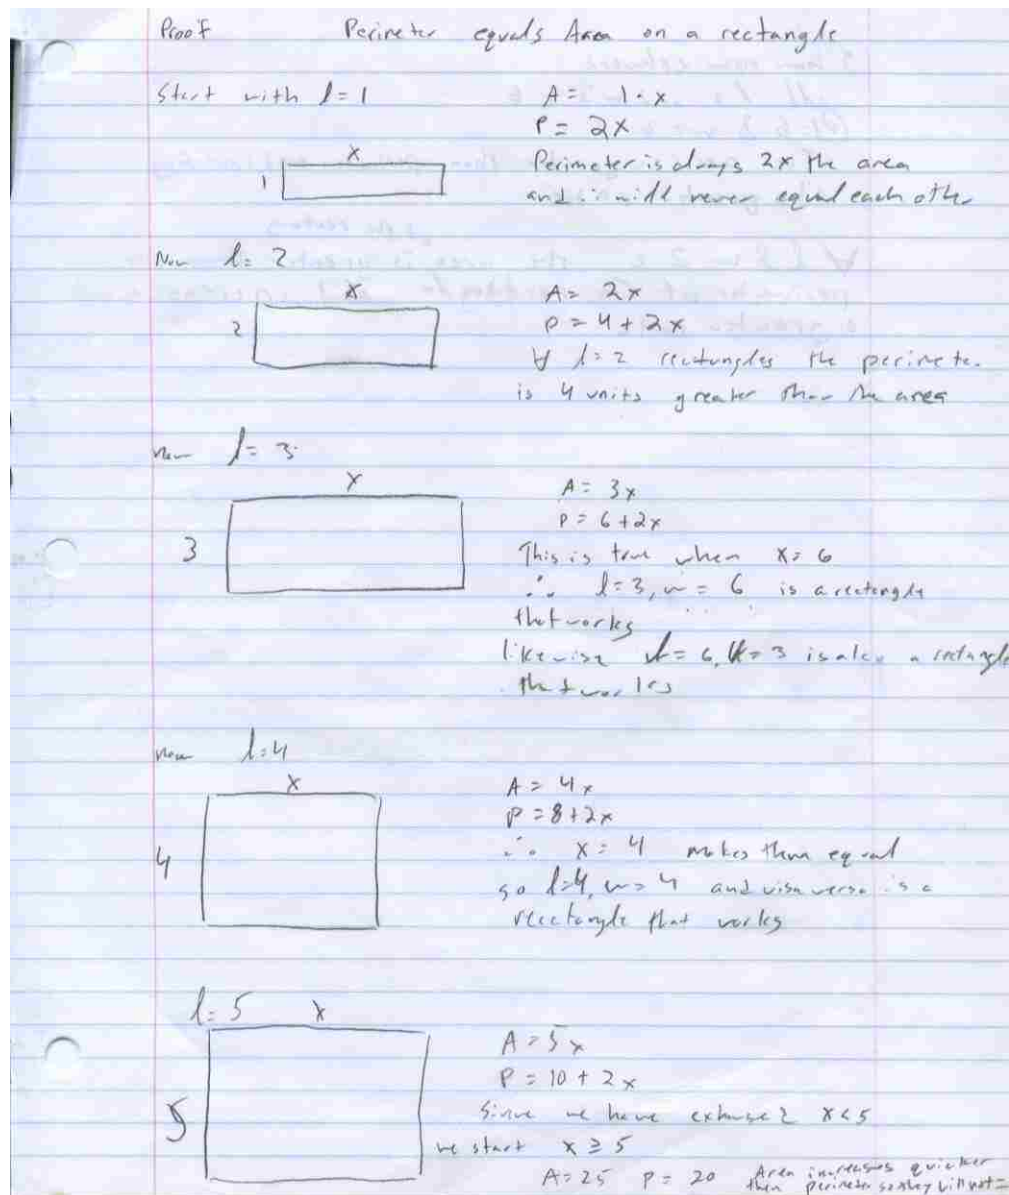 Proof Perimeter equals Area on a rectangle
Start with l = 1
A = 1·x
P = 2x
x
1
Perimeter is always 2x the area
and will never equal each other
Now l = 2
x
2
A = 2x
P = 4 + 2x
∀ l = 2 rectangles the perimeter
is 4 units greater than the area
Now l = 3
x
3
A = 3x
P = 6 + 2x
This is true when x = 6
∴ l = 3, w = 6 is a rectangle
that works
likewise l = 6, w = 3 is also a rectangle
that works
Now l = 4
x
4
A = 4x
P = 8 + 2x
∴ x = 4 makes them equal
so l = 4, w = 4 and visa versa is a
rectangle that works
l = 5 x
5
A = 5x
P = 10 + 2x
Since we have x < 5
we start x ≥ 5
A = 25 P = 20 Area increases quicker
then perimeter so they will not =